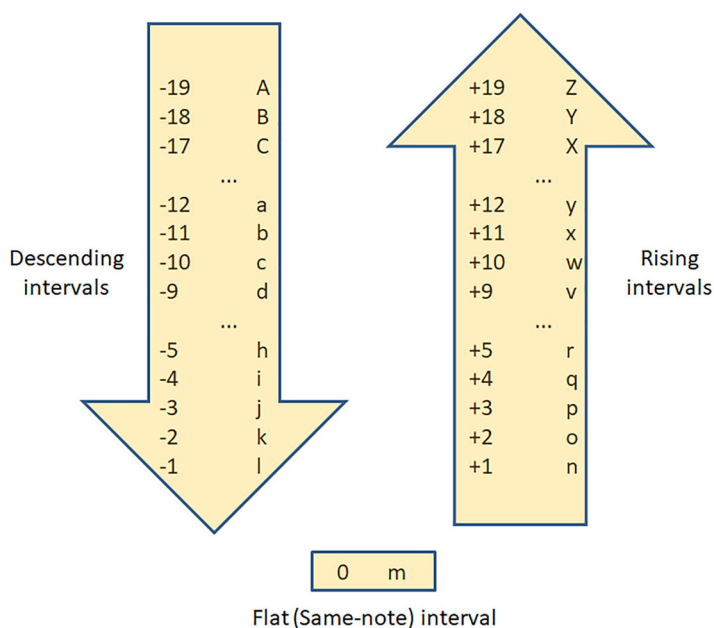 -19 A
-18 B
-17 C
...
-12 a
-11 b
-10 c
-9 d
...
-5 h
-4 i
-3 j
-2 k
-1 l
Descending
intervals
+19 Z
+18 Y
+17 X
...
+12 y
+11 x
+10 w
+9 v
...
+5 r
+4 q
+3 p
+2 o
+1 n
Rising
intervals
0 m
Flat (Same-note) interval